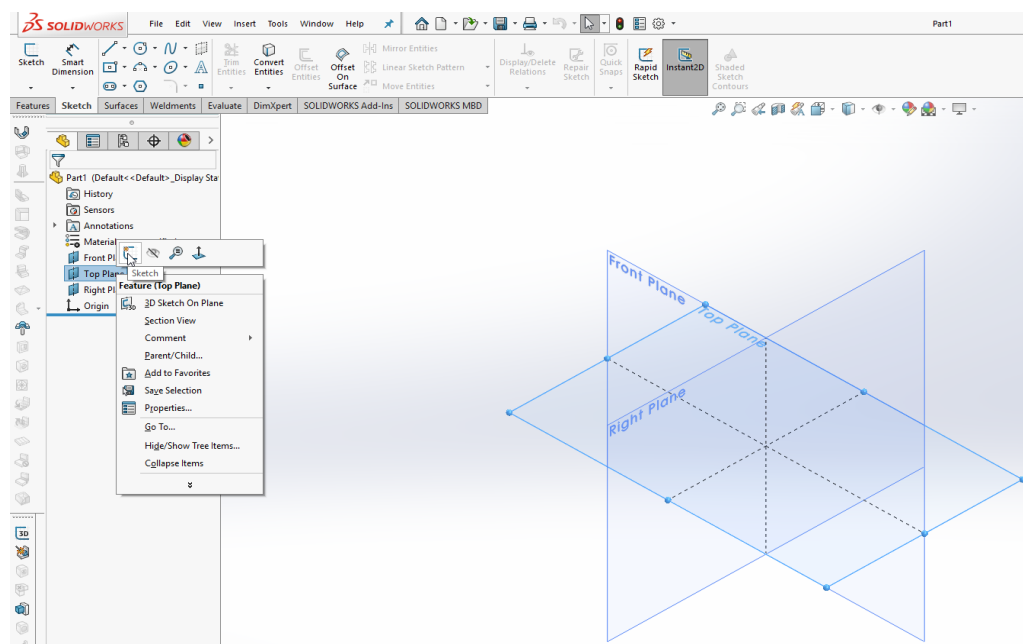 SOLIDWORKS File Edit View Insert Tools Window Help Part1
Sketch Smart Dimension Trim Entities Convert Entities Offset Entities Offset On Surface Mirror Entities Linear Sketch Pattern Move Entities Display/Delete Relations Repair Sketch Quick Snaps Rapid Sketch Instant2D Shaded Sketch Contours
Features Sketch Surfaces Weldments Evaluate DimXpert SOLIDWORKS Add-Ins SOLIDWORKS MBD
Part1 (Default<<Default>_Display Sta
History
Sensors
Annotations
Material
Front Pl
Top Plane
Sketch
Right Pl
Origin
Feature (Top Plane)
3D Sketch On Plane
Section View
Comment
Parent/Child...
Add to Favorites
Save Selection
Properties...
Go To...
Hide/Show Tree Items...
Collapse Items
3D
Front Plane
Top Plane
Right Plane